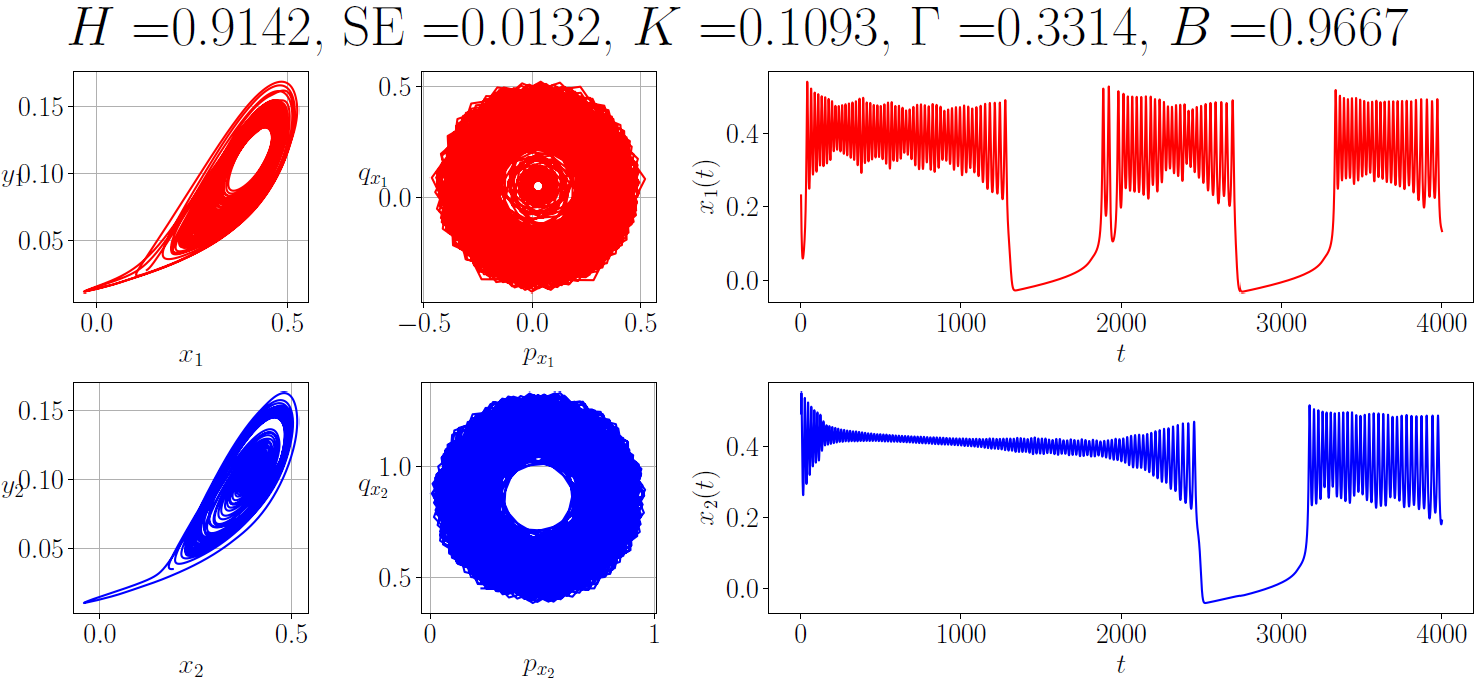 H =0.9142, SE =0.0132, K =0.1093, Γ =0.3314, B =0.9667
0.15
y₁
0.10
0.05
0.0
0.5
x₁
0.5
qₓ₁
0.0
−0.5
0.0
0.5
pₓ₁
x₁(t)
0.4
0.2
0.0
0
1000
2000
3000
4000
t
0.15
y₂
0.10
0.05
0.0
0.5
x₂
1.0
qₓ₂
0.5
0
1
pₓ₂
x₂(t)
0.4
0.2
0.0
0
1000
2000
3000
4000
t